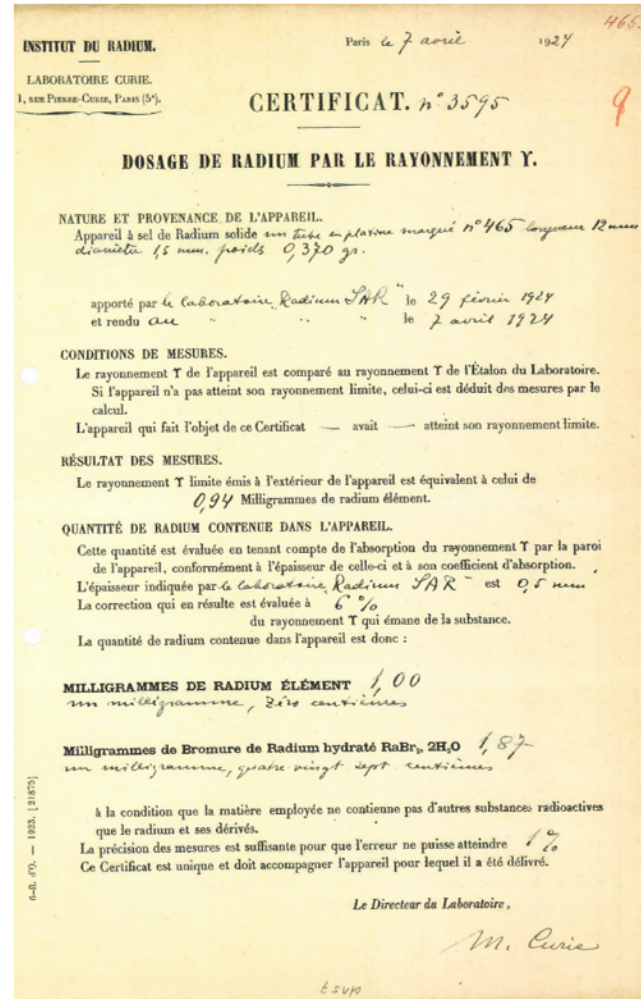 466.
INSTITUT DU RADIUM.
Paris le 7 avril 1924
LABORATOIRE CURIE.
1, RUE PIERRE-CURIE, PARIS (5e).
CERTIFICAT. n° 3595
9
DOSAGE DE RADIUM PAR LE RAYONNEMENT ϒ.
NATURE ET PROVENANCE DE L'APPAREIL.
Appareil à sel de Radium solide un tube en platine marqué n° 465 longueur 12 mm
diamètre 1,5 mm. poids 0,370 gr.
apporté par le laboratoire „Radium SAR" le 29 février 1924
et rendu au " " " le 7 avril 1924
CONDITIONS DE MESURES.
Le rayonnement ϒ de l'appareil est comparé au rayonnement ϒ de l'Étalon du Laboratoire.
Si l'appareil n'a pas atteint son rayonnement limite, celui-ci est déduit des mesures par le
calcul.
L'appareil qui fait l'objet de ce Certificat — avait — atteint son rayonnement limite.
RÉSULTAT DES MESURES.
Le rayonnement ϒ limite émis à l'extérieur de l'appareil est équivalent à celui de
0,94 Milligrammes de radium élément.
QUANTITÉ DE RADIUM CONTENUE DANS L'APPAREIL.
Cette quantité est évaluée en tenant compte de l'absorption du rayonnement ϒ par la paroi
de l'appareil, conformément à l'épaisseur de celle-ci et à son coefficient d'absorption.
L'épaisseur indiquée par le laboratoire „Radium SAR" est 0,5 mm
La correction qui en résulte est évaluée à 6 %
du rayonnement ϒ qui émane de la substance.
La quantité de radium contenue dans l'appareil est donc :
MILLIGRAMMES DE RADIUM ÉLÉMENT 1,00
un milligramme, zéro centièmes
Milligrammes de Bromure de Radium hydraté RaBr₂, 2H₂O 1,87
un milligramme, quatre-vingt sept centièmes
à la condition que la matière employée ne contienne pas d'autres substances radioactives
que le radium et ses dérivés.
La précision des mesures est suffisante pour que l'erreur ne puisse atteindre 1 %
Ce Certificat est unique et doit accompagner l'appareil pour lequel il a été délivré.
6-R. d'O. — 1923. [21875]
Le Directeur du Laboratoire,
M. Curie
tsvp